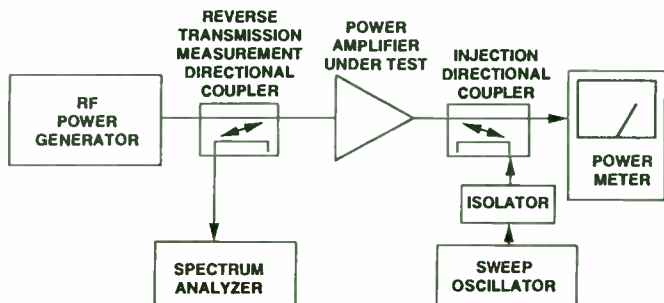 REVERSE
TRANSMISSION
MEASUREMENT
DIRECTIONAL
COUPLER
POWER
AMPLIFIER
UNDER TEST
INJECTION
DIRECTIONAL
COUPLER
RF
POWER
GENERATOR
POWER
METER
ISOLATOR
SPECTRUM
ANALYZER
SWEEP
OSCILLATOR